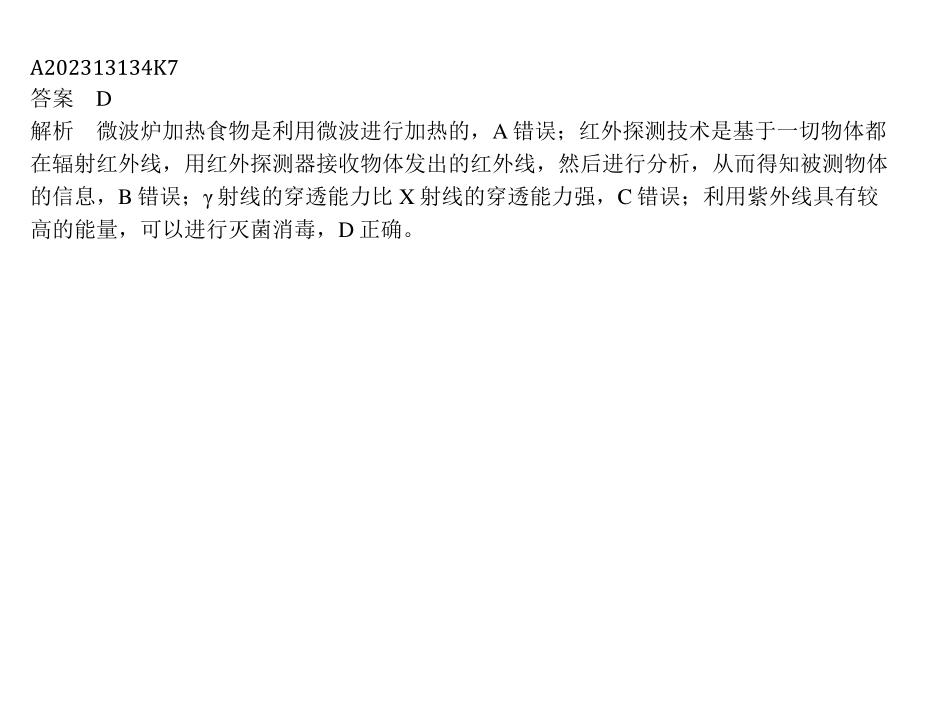 A202313134K7
答案　D
解析　微波炉加热食物是利用微波进行加热的，A 错误；红外探测技术是基于一切物体都
在辐射红外线，用红外探测器接收物体发出的红外线，然后进行分析，从而得知被测物体
的信息，B 错误；γ 射线的穿透能力比 X 射线的穿透能力强，C 错误；利用紫外线具有较
高的能量，可以进行灭菌消毒，D 正确。